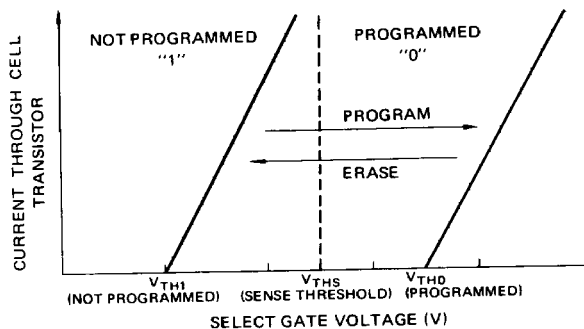 NOT PROGRAMMED
"1"
PROGRAMMED
"0"
PROGRAM
ERASE
CURRENT THROUGH CELL
TRANSISTOR
VTH1
(NOT PROGRAMMED)
VTHS
(SENSE THRESHOLD)
VTH0
(PROGRAMMED)
SELECT GATE VOLTAGE (V)